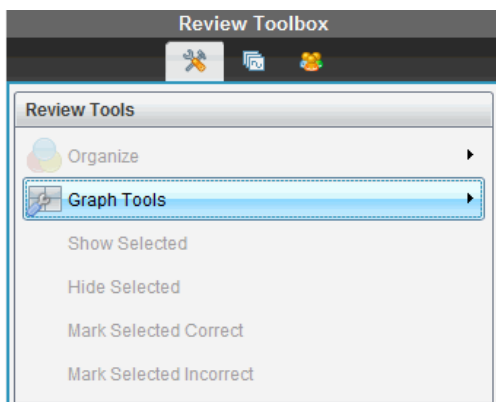 Review Toolbox
Review Tools
Organize
Graph Tools
Show Selected
Hide Selected
Mark Selected Correct
Mark Selected Incorrect